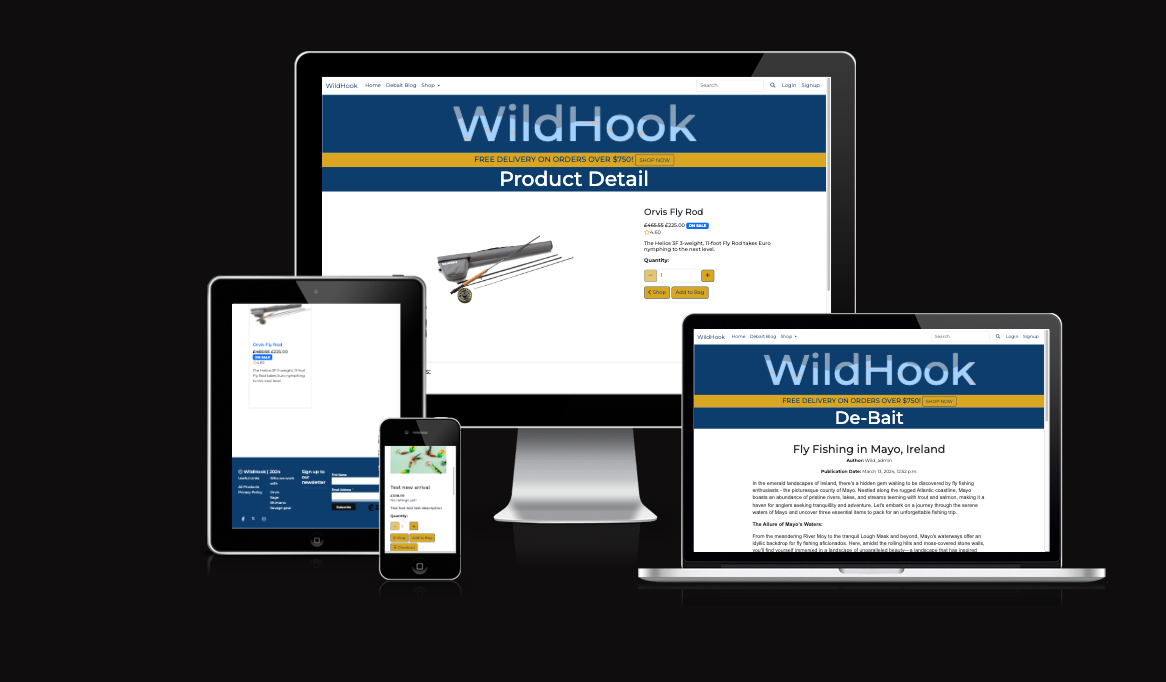 WildHook Home Debait Blog Shop Search Login Signup
WildHook
FREE DELIVERY ON ORDERS OVER $750! SHOP NOW
Product Detail
Orvis Fly Rod
£465.55 £225.00 ON SALE
4.60
The Helios 3F 3-weight, 11-foot Fly Rod takes Euro
nymphing to the next level.
Quantity:
- 1 +
< Shop Add to Bag
Orvis Fly Rod
£465.55 £225.00
ON SALE
4.60
The Helios 3F 3-weight, 11-foot
Fly Rod takes Euro nymphing
to the next level.
© WildHook | 2024
Useful Links
All Products
Privacy Policy
Who we work
with
Orvis
Sage
Shimano
Savage gear
Sign up to
our
newsletter
First Name
Email Address *
Subscribe
Test new arrival
No ratings yet!
Test test test test description
Quantity:
- +
Shop Add to Bag
Checkout
WildHook Home Debait Blog Shop Search Login Signup
WildHook
FREE DELIVERY ON ORDERS OVER $750! SHOP NOW
De-Bait
Fly Fishing in Mayo, Ireland
Author: Wild_admin
Publication Date: March 13, 2024, 12:52 p.m.
In the emerald landscapes of Ireland, there's a hidden gem waiting to be discovered by fly fishing
enthusiasts - the picturesque county of Mayo. Nestled along the rugged Atlantic coastline, Mayo
boasts an abundance of pristine rivers, lakes, and streams teeming with trout and salmon, making it a
haven for anglers seeking tranquility and adventure. Let's embark on a journey through the serene
waters of Mayo and uncover three essential items to pack for an unforgettable fishing trip.
The Allure of Mayo's Waters:
From the meandering River Moy to the tranquil Lough Mask and beyond, Mayo's waterways offer an
idyllic backdrop for fly fishing aficionados. Here, amidst the rolling hills and moss-covered stone walls,
you'll find yourself immersed in a landscape of unparalleled beauty—a landscape that has inspired